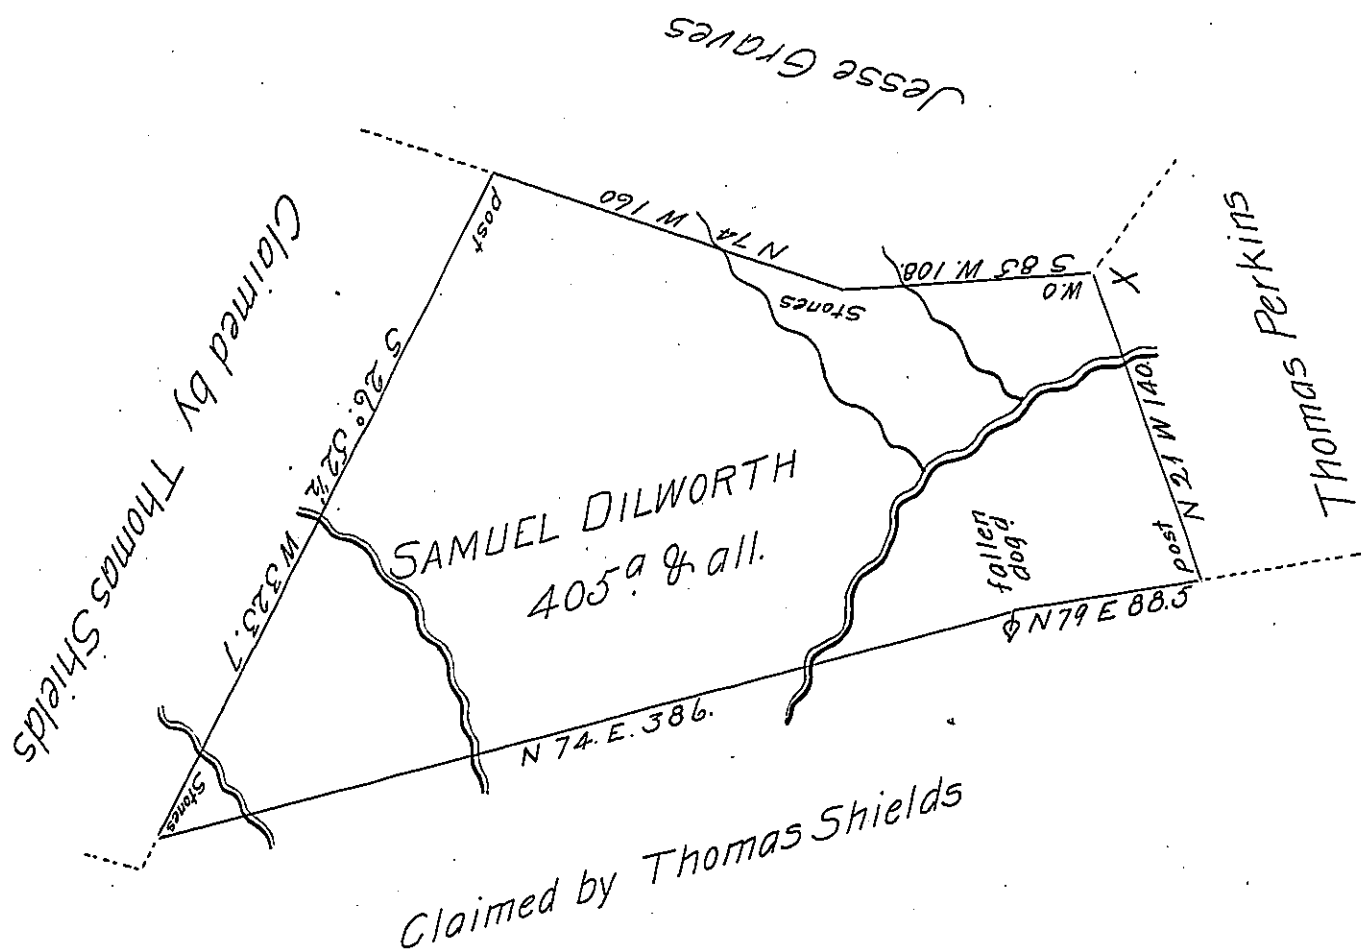 Jesse Graves
Claimed by Thomas Shields
post
N 74 W 160
Stones
S 85 W. 108.
W.O
X
Thomas Perkins
S 26° 52½ W 323.7
SAMUEL DILWORTH
405a & all.
fallen
dogd
N 21 W 140.
post
N 79 E 88.5
N 74. E. 386.
Stones
Claimed by Thomas Shields